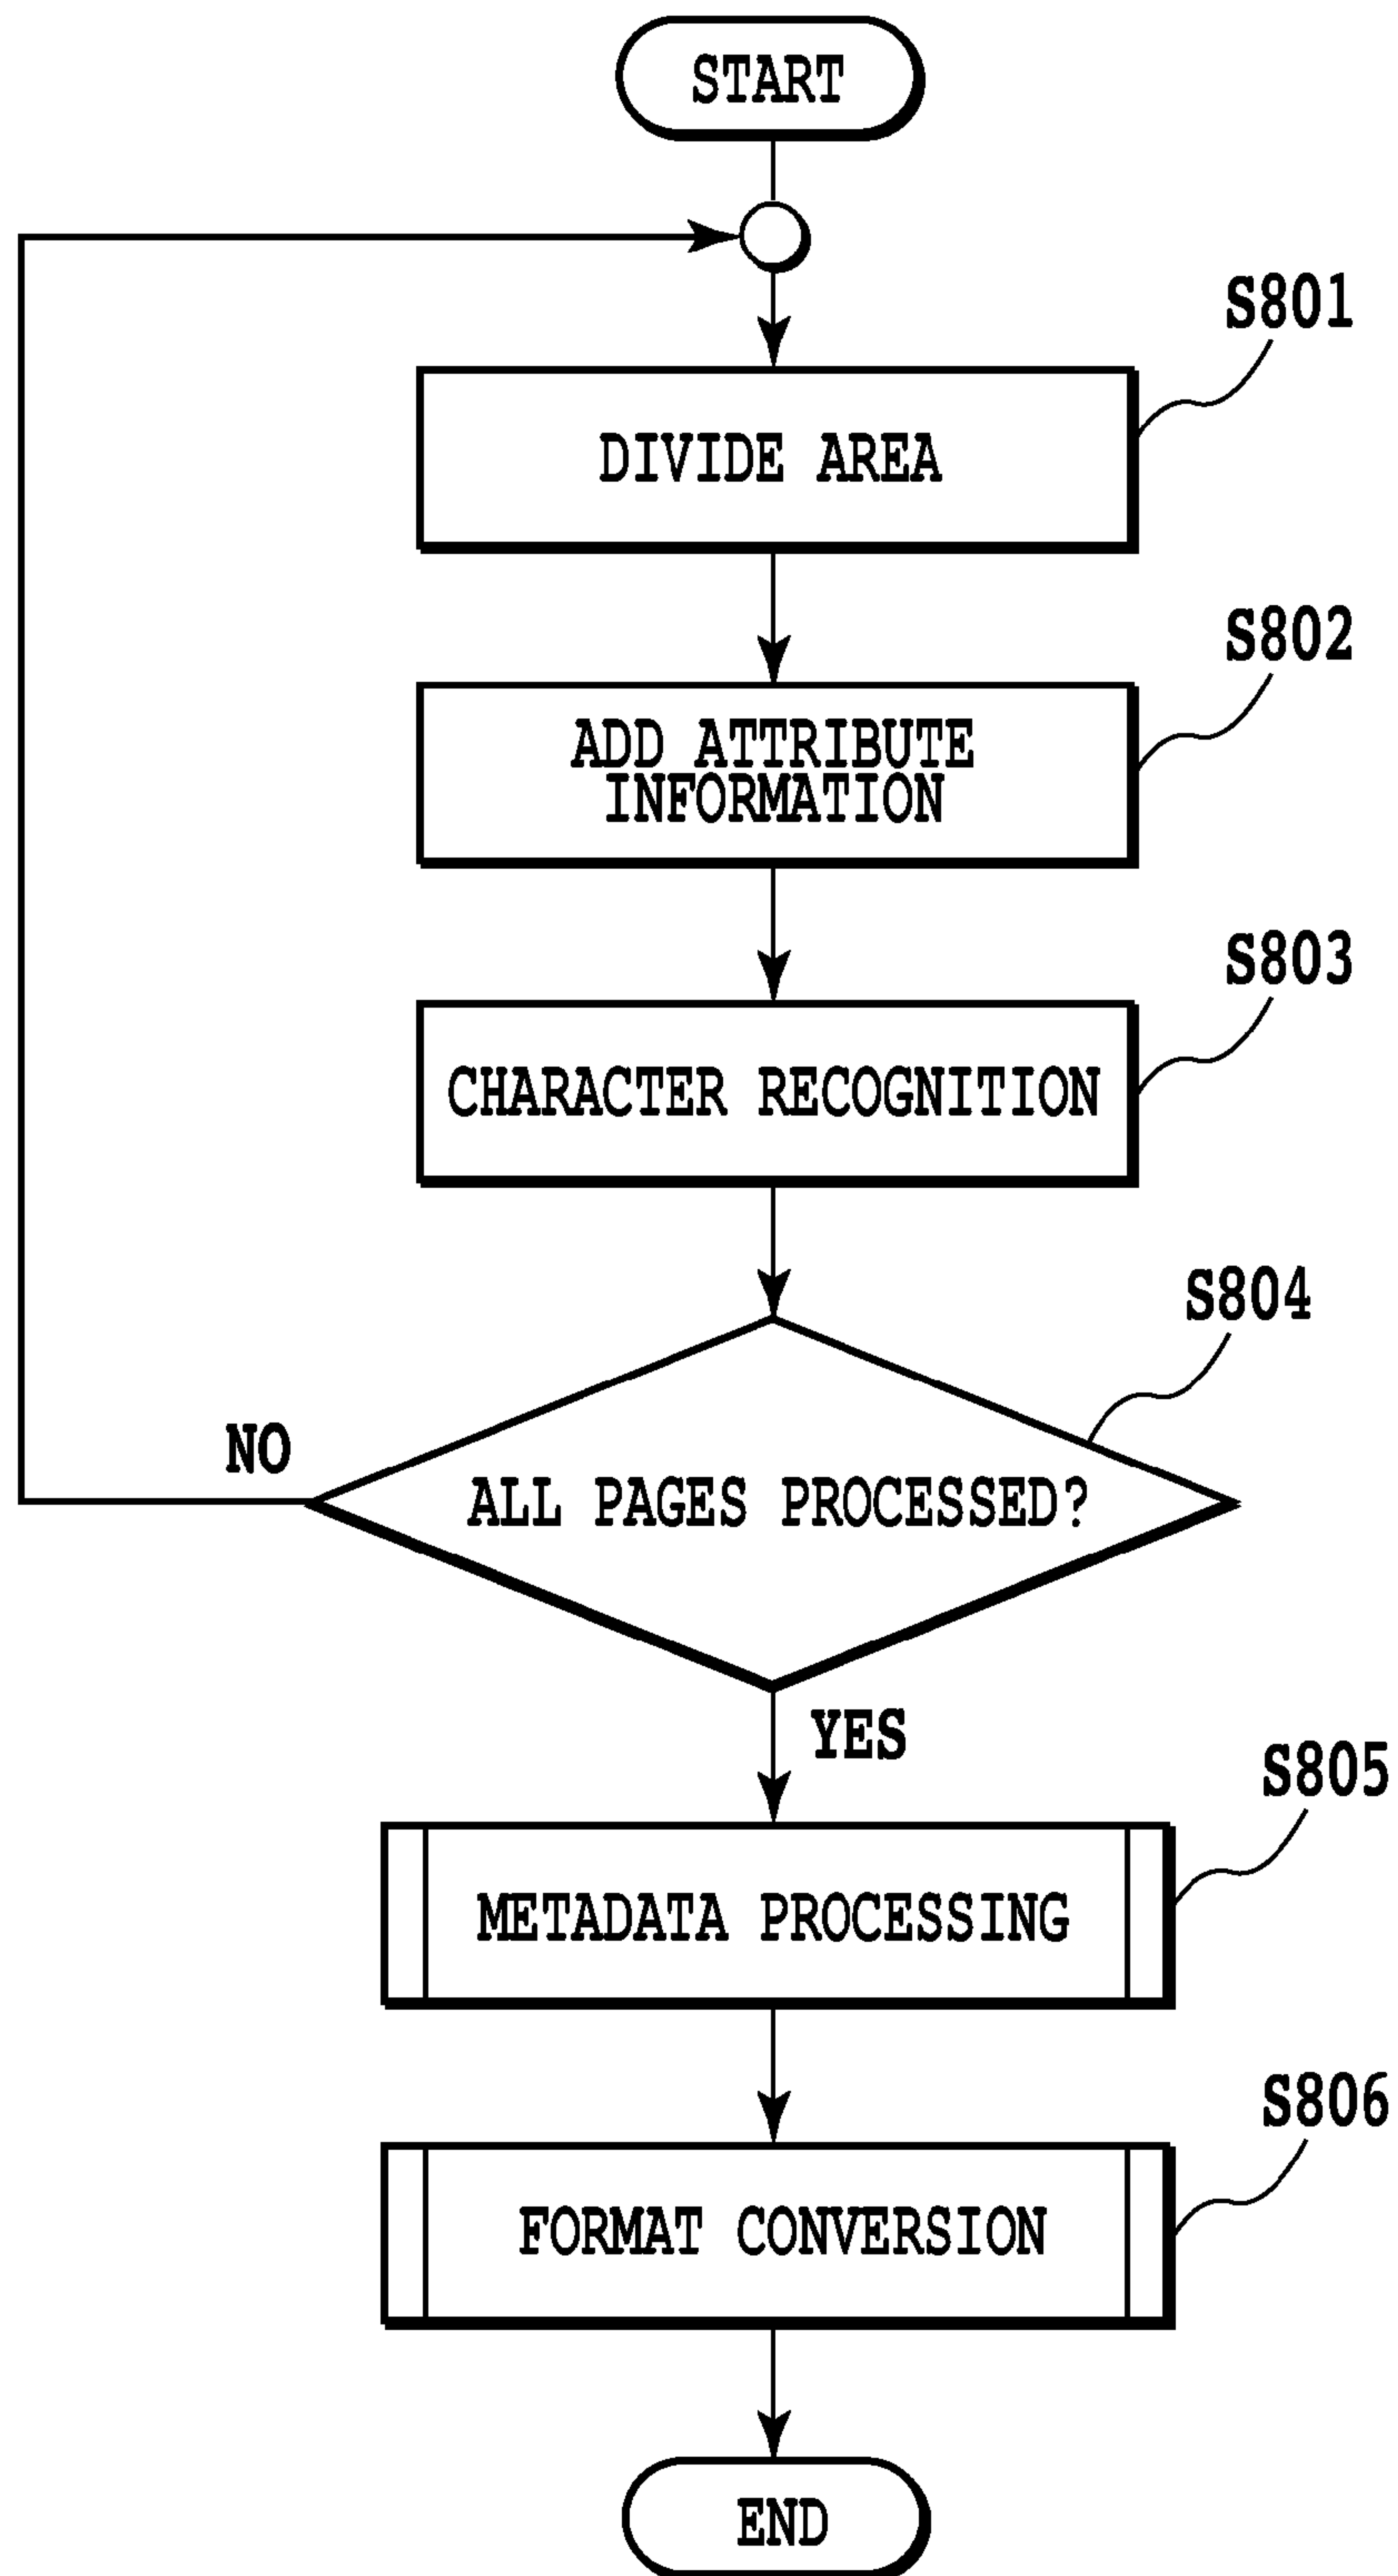 START
S801
DIVIDE AREA
S802
ADD ATTRIBUTE
INFORMATION
S803
CHARACTER RECOGNITION
S804
NO
ALL PAGES PROCESSED?
YES
S805
METADATA PROCESSING
S806
FORMAT CONVERSION
END